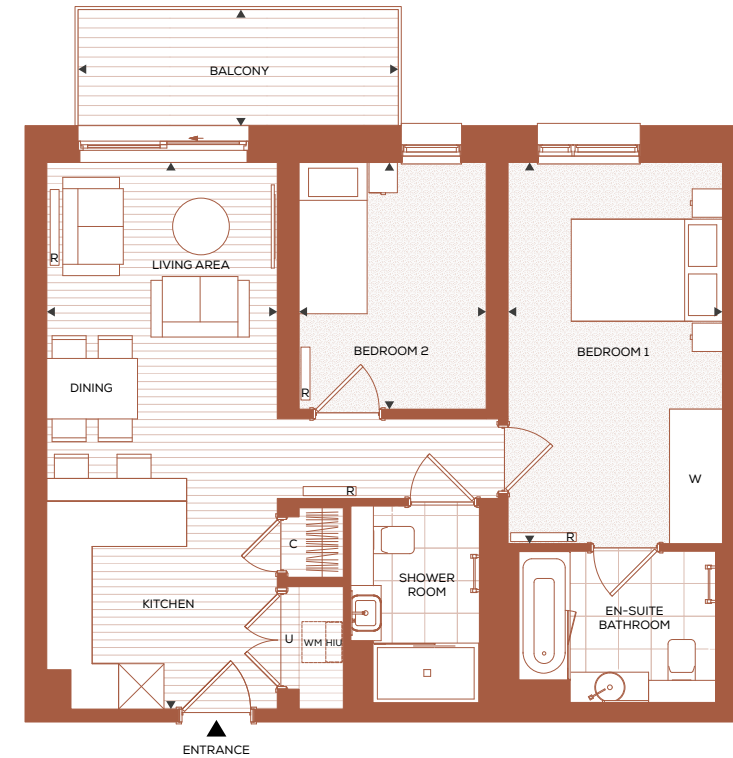 BALCONY
R
LIVING AREA
BEDROOM 2
BEDROOM 1
DINING
R
W
R
R
C
SHOWER
ROOM
KITCHEN
EN-SUITE
BATHROOM
U
WM HIU
ENTRANCE